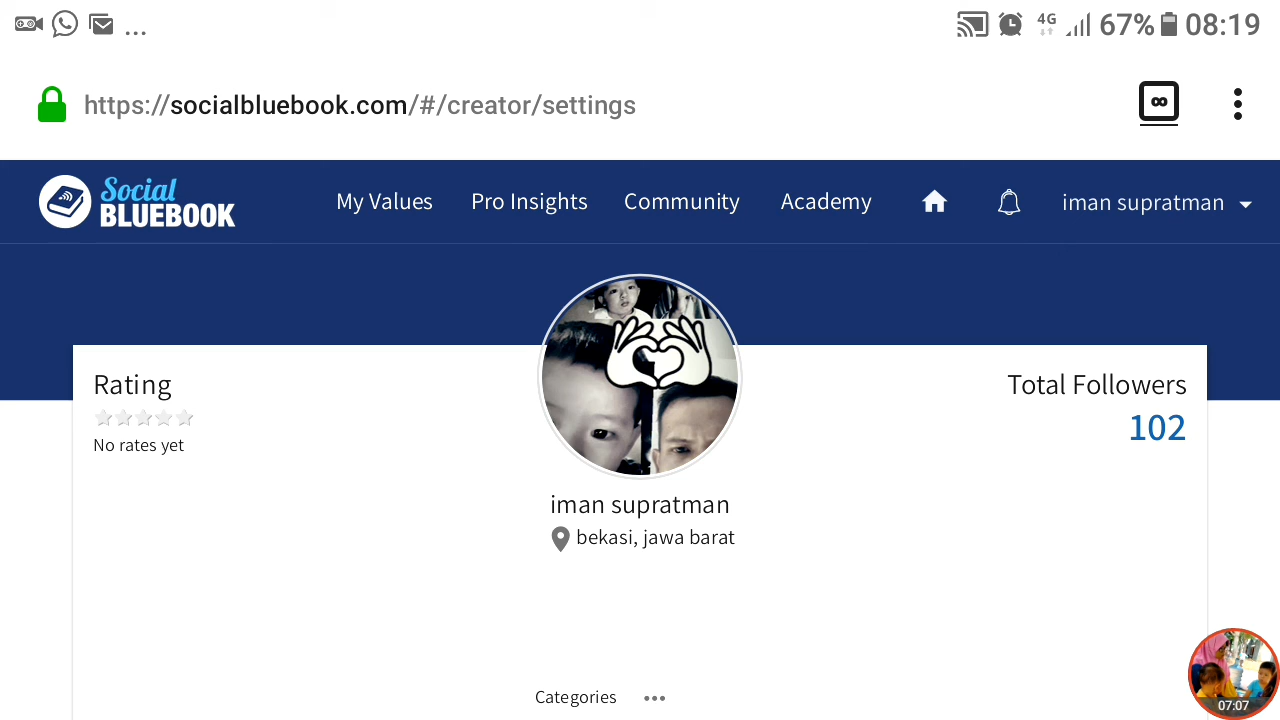 ... 4G 67% 08:19
https://socialbluebook.com/#/creator/settings
Social
BLUEBOOK
My Values Pro Insights Community Academy iman supratman
Rating
No rates yet
Total Followers
102
iman supratman
bekasi, jawa barat
Categories
07:07